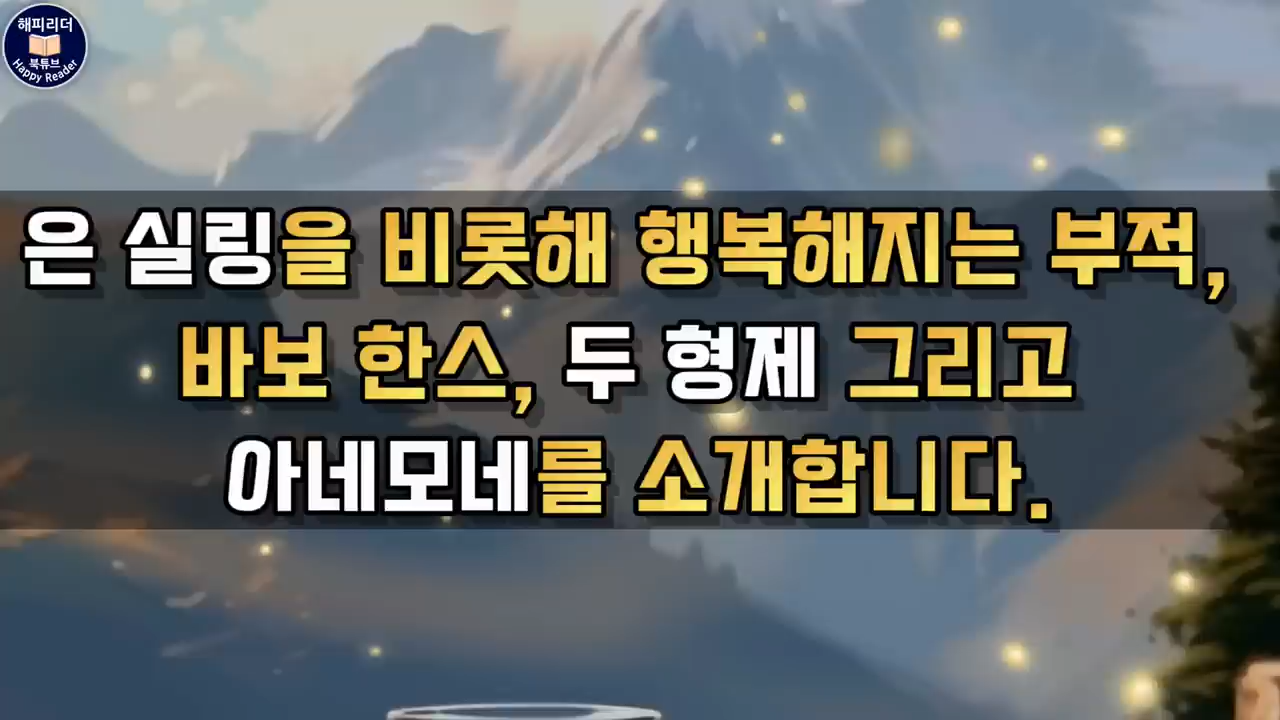 해피리더
북튜브
Happy Reader
은 실링을 비롯해 행복해지는 부적,
바보 한스, 두 형제 그리고
아네모네를 소개합니다.